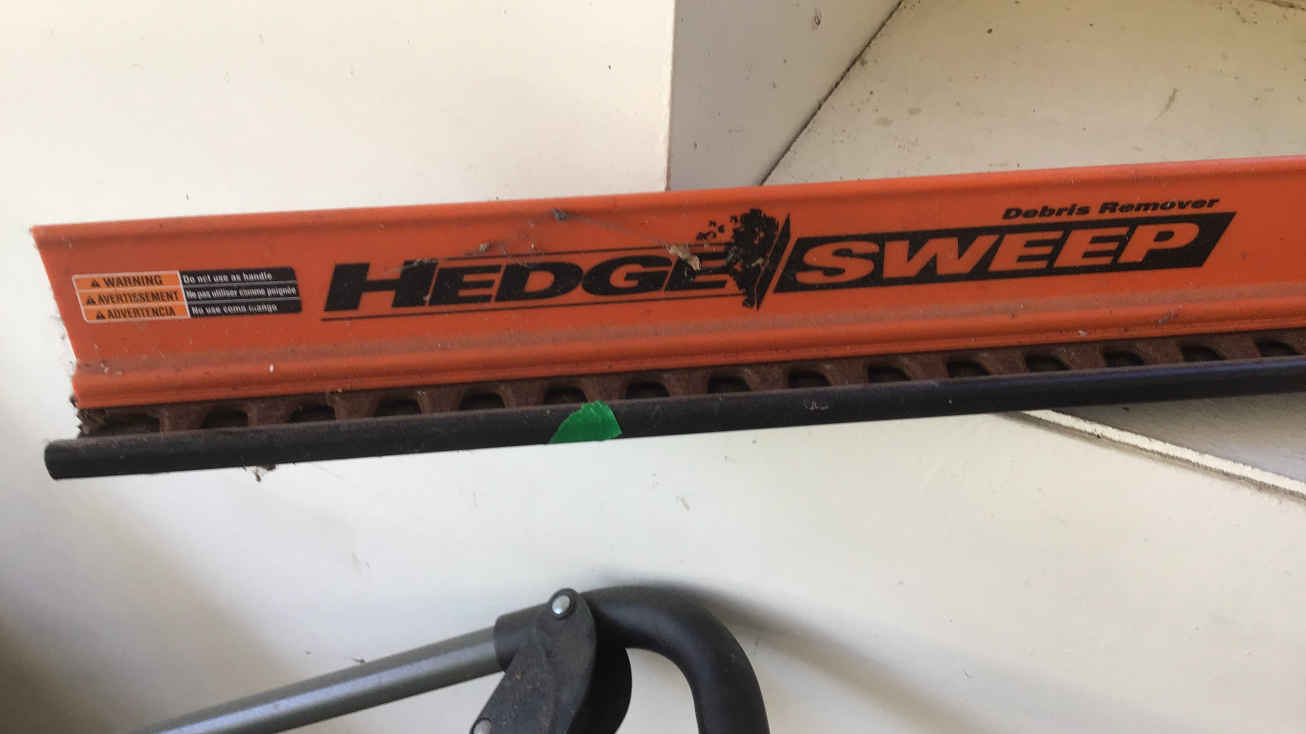 WARNING Do not use as handle
AVERTISSEMENT Ne pas utiliser comme poignée
ADVERTENCIA No use como mango
HEDGE SWEEP
Debris Remover